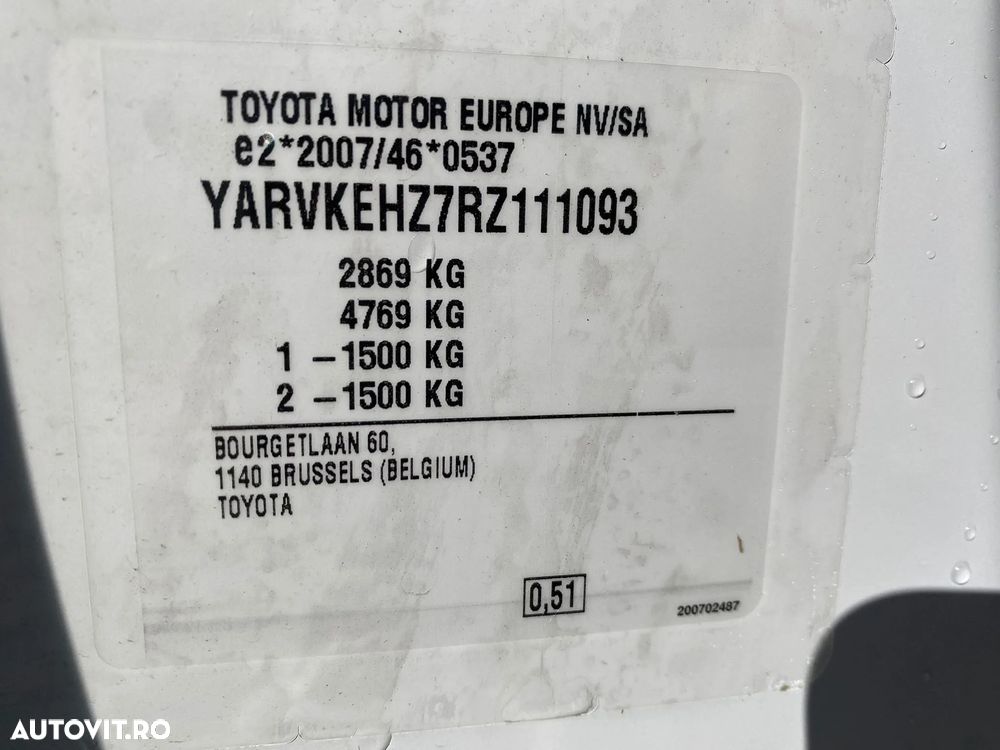 TOYOTA MOTOR EUROPE NV/SA
e2*2007/46*0537
YARVKEHZ7RZ111093
2869 KG
4769 KG
1 -1500 KG
2 -1500 KG
BOURGETLAAN 60,
1140 BRUSSELS (BELGIUM)
TOYOTA
0,51
200702487
AUTOVIT.RO